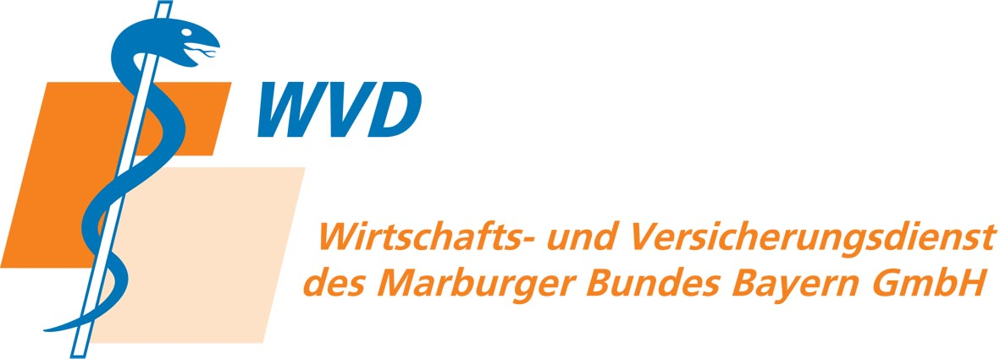 WVD
Wirtschafts- und Versicherungsdienst
des Marburger Bundes Bayern GmbH